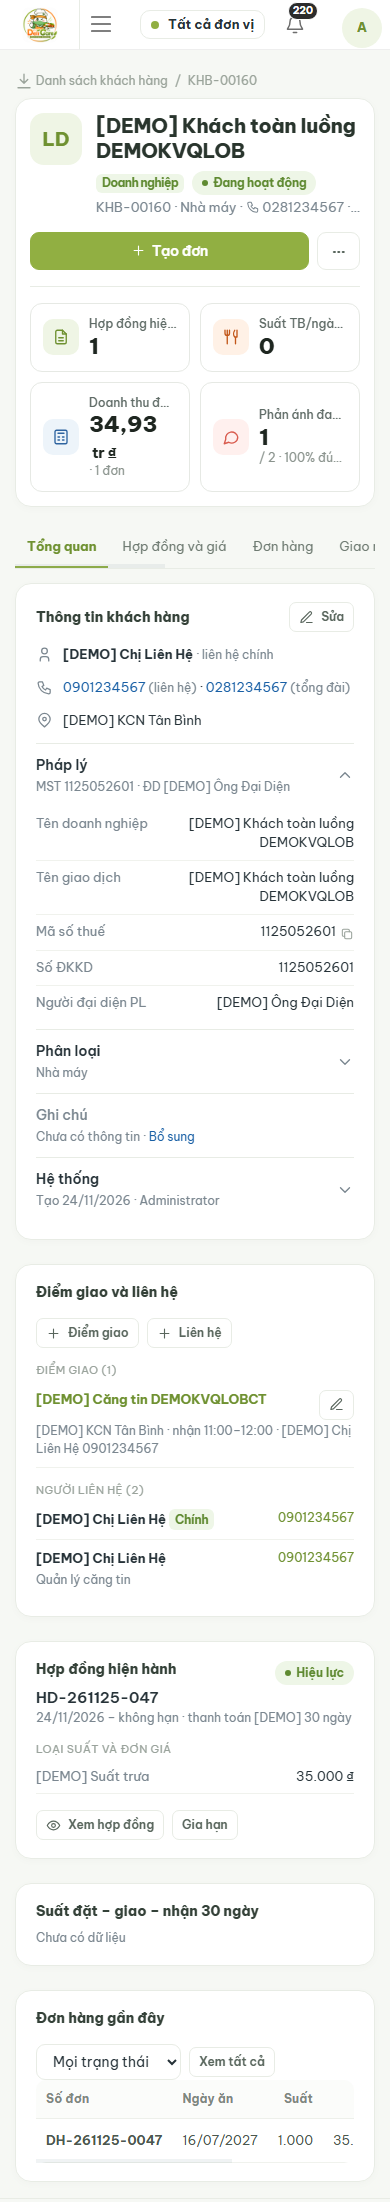 Tất cả đơn vị
220
A
Danh sách khách hàng / KHB-00160
LD
[DEMO] Khách toàn luồng
DEMOKVQLOB
Doanh nghiệp
Đang hoạt động
KHB-00160 · Nhà máy · 0281234567 ·...
+ Tạo đơn
...
Hợp đồng hiệ...
1
Suất TB/ngà...
0
Doanh thu đ...
34,93
tr ₫
· 1 đơn
Phản ánh đa...
1
/ 2 · 100% đú...
Tổng quan
Hợp đồng và giá
Đơn hàng
Giao
Thông tin khách hàng
Sửa
[DEMO] Chị Liên Hệ · liên hệ chính
0901234567 (liên hệ) · 0281234567 (tổng đài)
[DEMO] KCN Tân Bình
Pháp lý
MST 1125052601 · ĐD [DEMO] Ông Đại Diện
Tên doanh nghiệp
[DEMO] Khách toàn luồng
DEMOKVQLOB
Tên giao dịch
[DEMO] Khách toàn luồng
DEMOKVQLOB
Mã số thuế
1125052601
Số ĐKKD
1125052601
Người đại diện PL
[DEMO] Ông Đại Diện
Phân loại
Nhà máy
Ghi chú
Chưa có thông tin · Bổ sung
Hệ thống
Tạo 24/11/2026 · Administrator
Điểm giao và liên hệ
+ Điểm giao
+ Liên hệ
ĐIỂM GIAO (1)
[DEMO] Căng tin DEMOKVQLOBCT
[DEMO] KCN Tân Bình · nhận 11:00–12:00 · [DEMO] Chị
Liên Hệ 0901234567
NGƯỜI LIÊN HỆ (2)
[DEMO] Chị Liên Hệ Chính
0901234567
[DEMO] Chị Liên Hệ
0901234567
Quản lý căng tin
Hợp đồng hiện hành
Hiệu lực
HD-261125-047
24/11/2026 – không hạn · thanh toán [DEMO] 30 ngày
LOẠI SUẤT VÀ ĐƠN GIÁ
[DEMO] Suất trưa
35.000 ₫
Xem hợp đồng
Gia hạn
Suất đặt – giao – nhận 30 ngày
Chưa có dữ liệu
Đơn hàng gần đây
Mọi trạng thái
Xem tất cả
Số đơn
Ngày ăn
Suất
DH-261125-0047
16/07/2027
1.000
35.